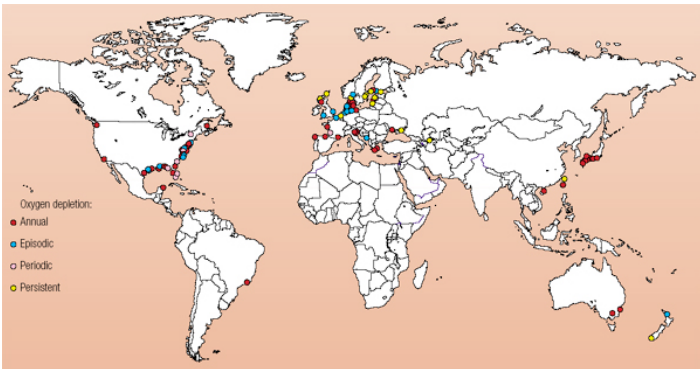 Oxygen depletion:
Annual
Episodic
Periodic
Persistent